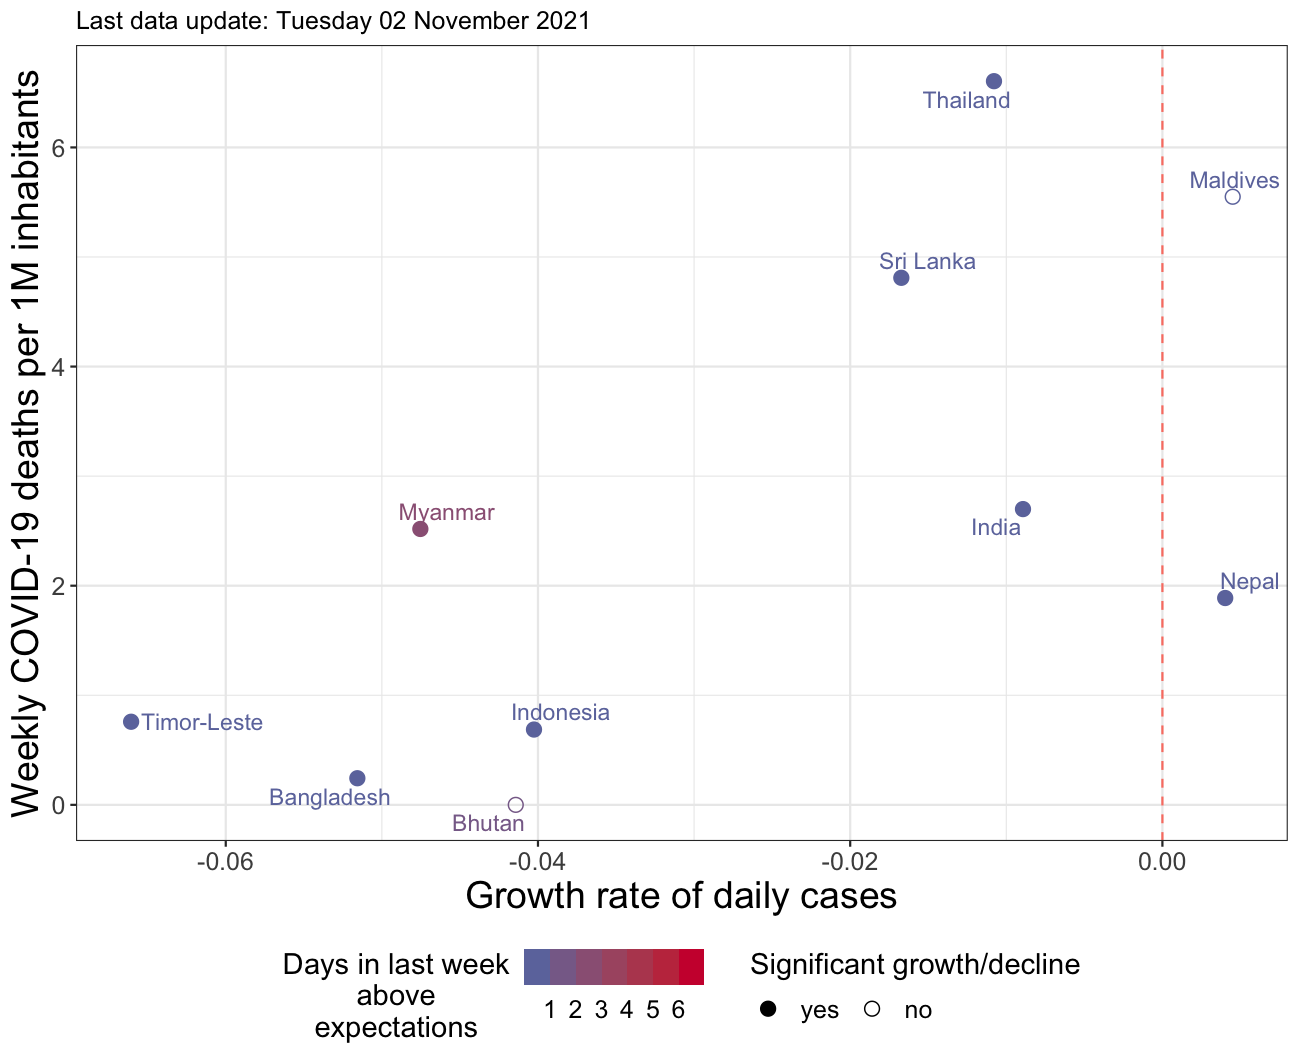 Last data update: Tuesday 02 November 2021
Weekly COVID-19 deaths per 1M inhabitants
6
4
2
0
Thailand
Maldives
Sri Lanka
Myanmar
India
Nepal
Indonesia
Timor-Leste
Bangladesh
Bhutan
-0.06 -0.04 -0.02 0.00
Growth rate of daily cases
Days in last week
above
expectations
1 2 3 4 5 6
Significant growth/decline
yes no